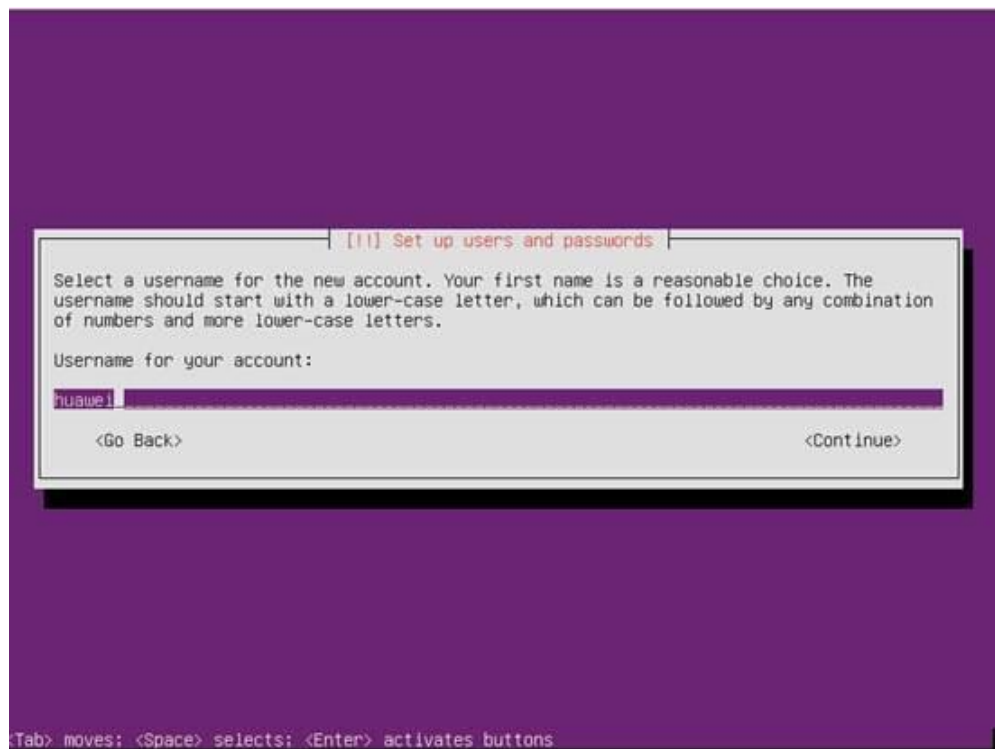 [!!] Set up users and passwords
Select a username for the new account. Your first name is a reasonable choice. The
username should start with a lower-case letter, which can be followed by any combination
of numbers and more lower-case letters.
Username for your account:
huawei
<Go Back> <Continue>
<Tab> moves; <Space> selects; <Enter> activates buttons